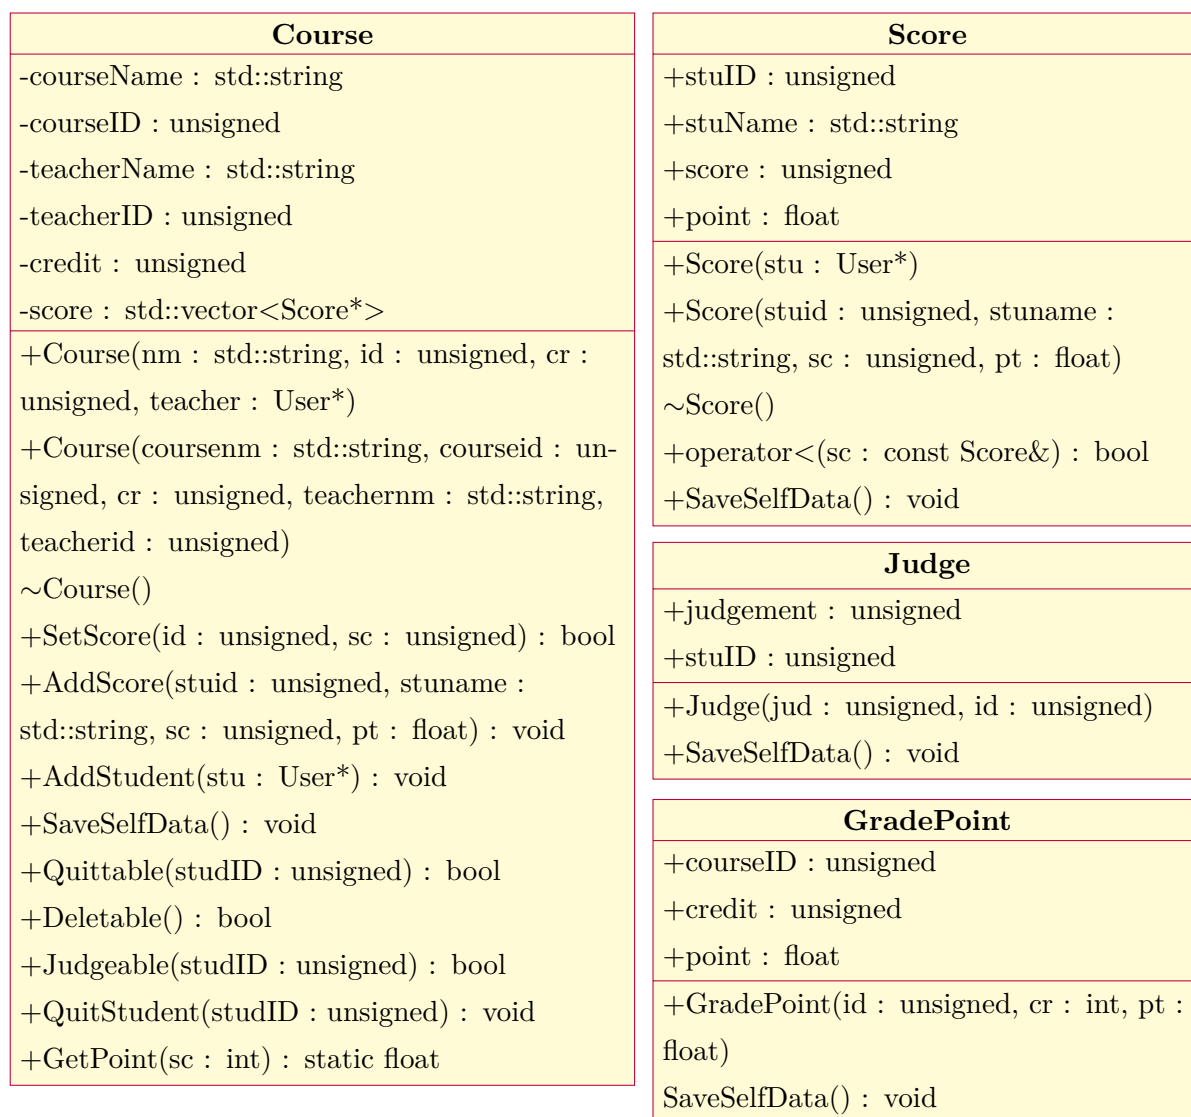 Course
-courseName : std::string
-courseID : unsigned
-teacherName : std::string
-teacherID : unsigned
-credit : unsigned
-score : std::vector<Score*>
+Course(nm : std::string, id : unsigned, cr :
unsigned, teacher : User*)
+Course(coursenm : std::string, courseid : un-
signed, cr : unsigned, teachernm : std::string,
teacherid : unsigned)
~Course()
+SetScore(id : unsigned, sc : unsigned) : bool
+AddScore(stuid : unsigned, stuname :
std::string, sc : unsigned, pt : float) : void
+AddStudent(stu : User*) : void
+SaveSelfData() : void
+Quittable(studID : unsigned) : bool
+Deletable() : bool
+Judgeable(studID : unsigned) : bool
+QuitStudent(studID : unsigned) : void
+GetPoint(sc : int) : static float
Score
+stuID : unsigned
+stuName : std::string
+score : unsigned
+point : float
+Score(stu : User*)
+Score(stuid : unsigned, stuname :
std::string, sc : unsigned, pt : float)
~Score()
+operator<(sc : const Score&) : bool
+SaveSelfData() : void
Judge
+judgement : unsigned
+stuID : unsigned
+Judge(jud : unsigned, id : unsigned)
+SaveSelfData() : void
GradePoint
+courseID : unsigned
+credit : unsigned
+point : float
+GradePoint(id : unsigned, cr : int, pt :
float)
SaveSelfData() : void